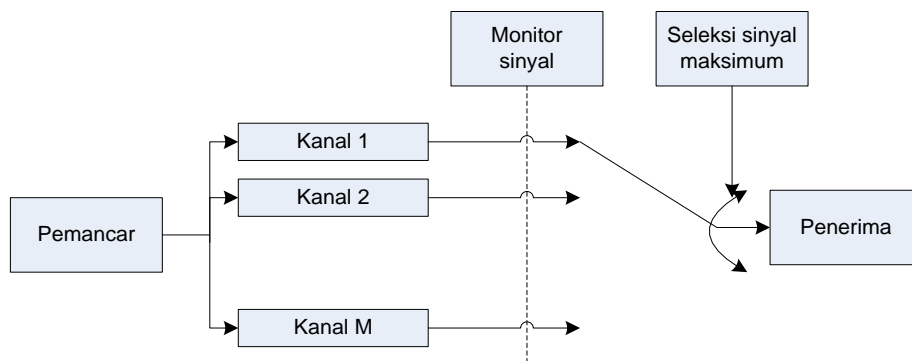 Monitor
sinyal
Seleksi sinyal
maksimum
Kanal 1
Kanal 2
Pemancar
Penerima
Kanal M